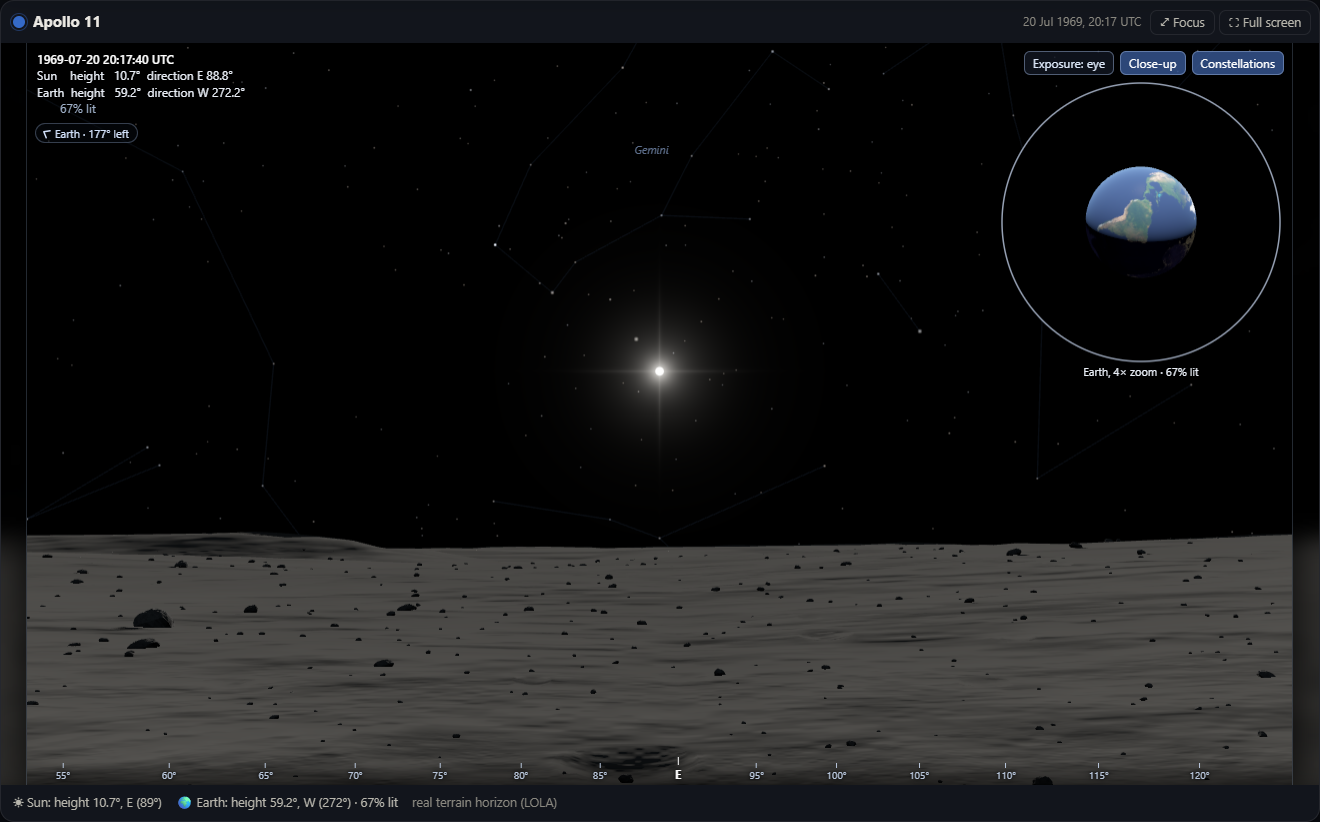 Apollo 11
20 Jul 1969, 20:17 UTC
Focus
Full screen
1969-07-20 20:17:40 UTC
Sun height 10.7° direction E 88.8°
Earth height 59.2° direction W 272.2°
67% lit
Earth · 177° left
Exposure: eye
Close-up
Constellations
Gemini
Earth, 4× zoom · 67% lit
55° 60° 65° 70° 75° 80° 85° E 95° 100° 105° 110° 115° 120°
Sun: height 10.7°, E (89°) Earth: height 59.2°, W (272°) · 67% lit real terrain horizon (LOLA)